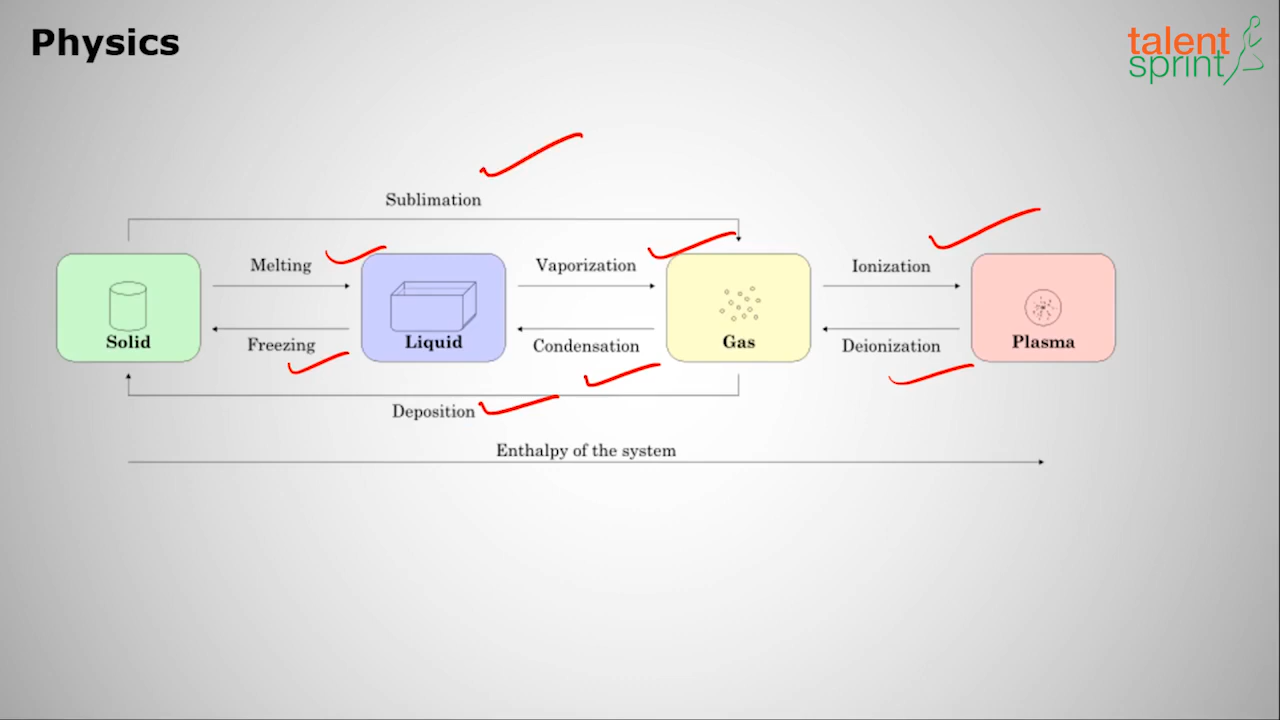 Physics
talent
sprint
Sublimation
Melting
Vaporization
Ionization
Solid
Liquid
Gas
Plasma
Freezing
Condensation
Deionization
Deposition
Enthalpy of the system